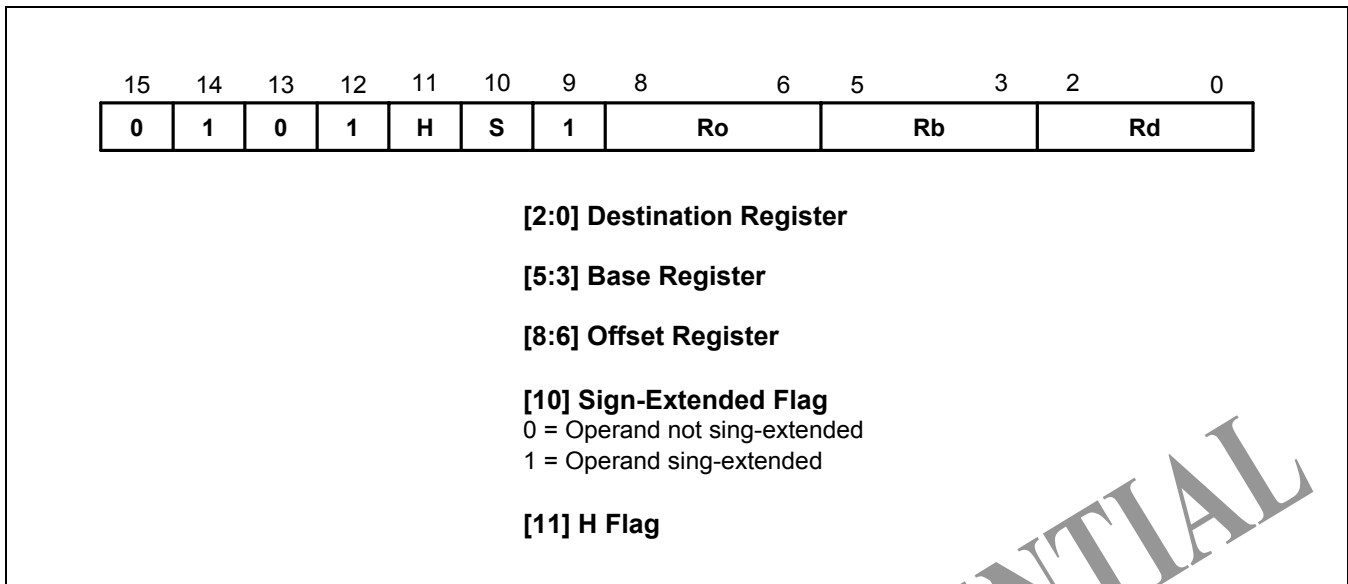 15 14 13 12 11 10 9 8 6 5 3 2 0
0 1 0 1 H S 1 Ro Rb Rd
[2:0] Destination Register
[5:3] Base Register
[8:6] Offset Register
[10] Sign-Extended Flag
0 = Operand not sing-extended
1 = Operand sing-extended
[11] H Flag